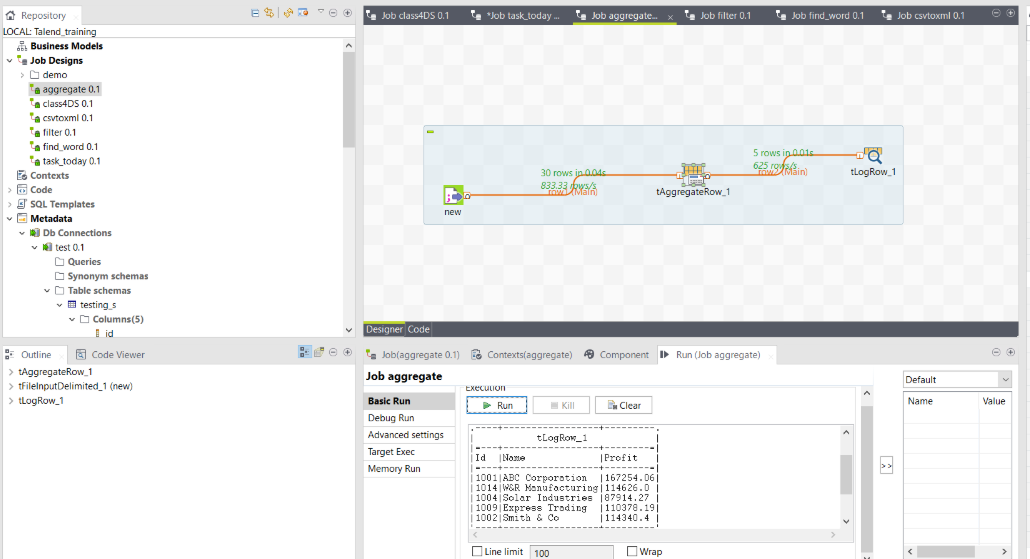 Repository
LOCAL: Talend_training
Business Models
Job Designs
demo
aggregate 0.1
class4DS 0.1
csvtoxml 0.1
filter 0.1
find_word 0.1
task_today 0.1
Contexts
Code
SQL Templates
Metadata
Db Connections
test 0.1
Queries
Synonym schemas
Table schemas
testing_s
Columns(5)
id
Outline
Code Viewer
tAggregateRow_1
tFileInputDelimited_1 (new)
tLogRow_1
Job class4DS 0.1
*Job task_today ...
Job aggregate...
Job filter 0.1
Job find_word 0.1
Job csvtoxml 0.1
30 rows in 0.04s
833.33 rows/s
(Main)
new
tAggregateRow_1
5 rows in 0.01s
625 rows/s
(Main)
tLogRow_1
Designer
Code
Job(aggregate 0.1)
Contexts(aggregate)
Component
Run (Job aggregate)
Job aggregate
Basic Run
Debug Run
Advanced settings
Target Exec
Memory Run
Execution
Run
Kill
Clear
tLogRow_1
|Id |Name |Profit |
|1001|ABC Corporation |167254.06|
|1014|W&R Manufacturing|114626.0 |
|1004|Solar Industries |87914.27 |
|1009|Express Trading |110378.19|
|1002|Smith & Co |114340.4 |
Line limit
100
Wrap
>>
Default
Name Value